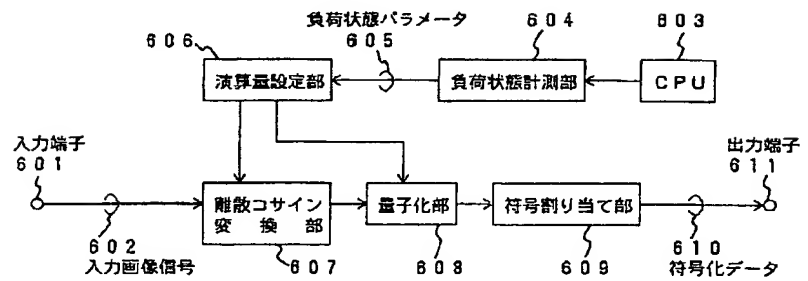 負荷状態パラメータ
606
605
604
603
演算量設定部
負荷状態計測部
CPU
入力端子
601
出力端子
611
離散コサイン
変換部
量子化部
符号割り当て部
602
入力画像信号
607
608
609
610
符号化データ